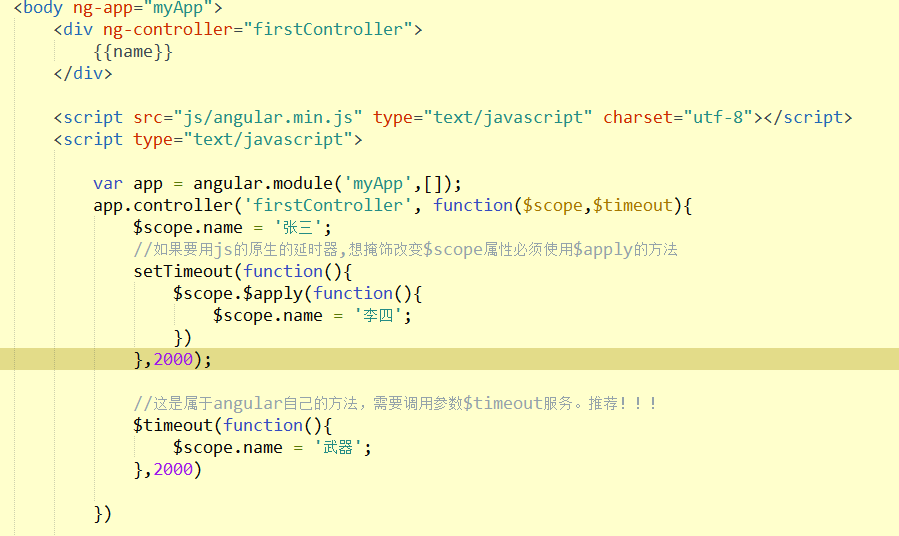 <body ng-app="myApp">
<div ng-controller="firstController">
{{name}}
</div>
<script src="js/angular.min.js" type="text/javascript" charset="utf-8"></script>
<script type="text/javascript">
var app = angular.module('myApp',[]);
app.controller('firstController', function($scope,$timeout){
$scope.name = '张三';
//如果要用js的原生的延时器,想掩饰改变$scope属性必须使用$apply的方法
setTimeout(function(){
$scope.$apply(function(){
$scope.name = '李四';
})
},2000);
//这是属于angular自己的方法，需要调用参数$timeout服务。推荐！！！
$timeout(function(){
$scope.name = '武器';
},2000)
})